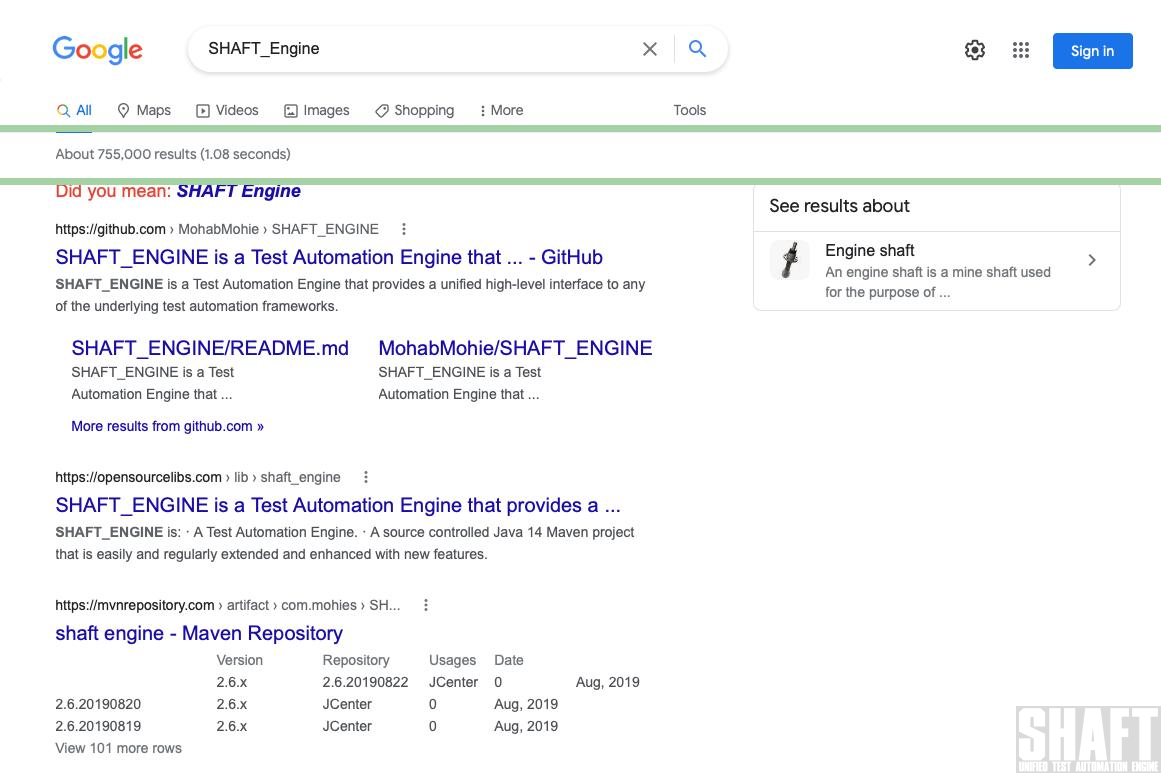 Google
SHAFT_Engine
Sign in
All Maps Videos Images Shopping More Tools
About 755,000 results (1.08 seconds)
Did you mean: SHAFT Engine
https://github.com › MohabMohie › SHAFT_ENGINE
SHAFT_ENGINE is a Test Automation Engine that ... - GitHub
SHAFT_ENGINE is a Test Automation Engine that provides a unified high-level interface to any
of the underlying test automation frameworks.
SHAFT_ENGINE/README.md
SHAFT_ENGINE is a Test
Automation Engine that ...
MohabMohie/SHAFT_ENGINE
SHAFT_ENGINE is a Test
Automation Engine that ...
More results from github.com »
https://opensourcelibs.com › lib › shaft_engine
SHAFT_ENGINE is a Test Automation Engine that provides a ...
SHAFT_ENGINE is: · A Test Automation Engine. · A source controlled Java 14 Maven project
that is easily and regularly extended and enhanced with new features.
https://mvnrepository.com › artifact › com.mohies › SH...
shaft engine - Maven Repository
Version Repository Usages Date
2.6.x 2.6.20190822 JCenter 0 Aug, 2019
2.6.20190820 2.6.x JCenter 0 Aug, 2019
2.6.20190819 2.6.x JCenter 0 Aug, 2019
View 101 more rows
See results about
Engine shaft
An engine shaft is a mine shaft used
for the purpose of ...
SHAFT
UNIFIED TEST AUTOMATION ENGINE